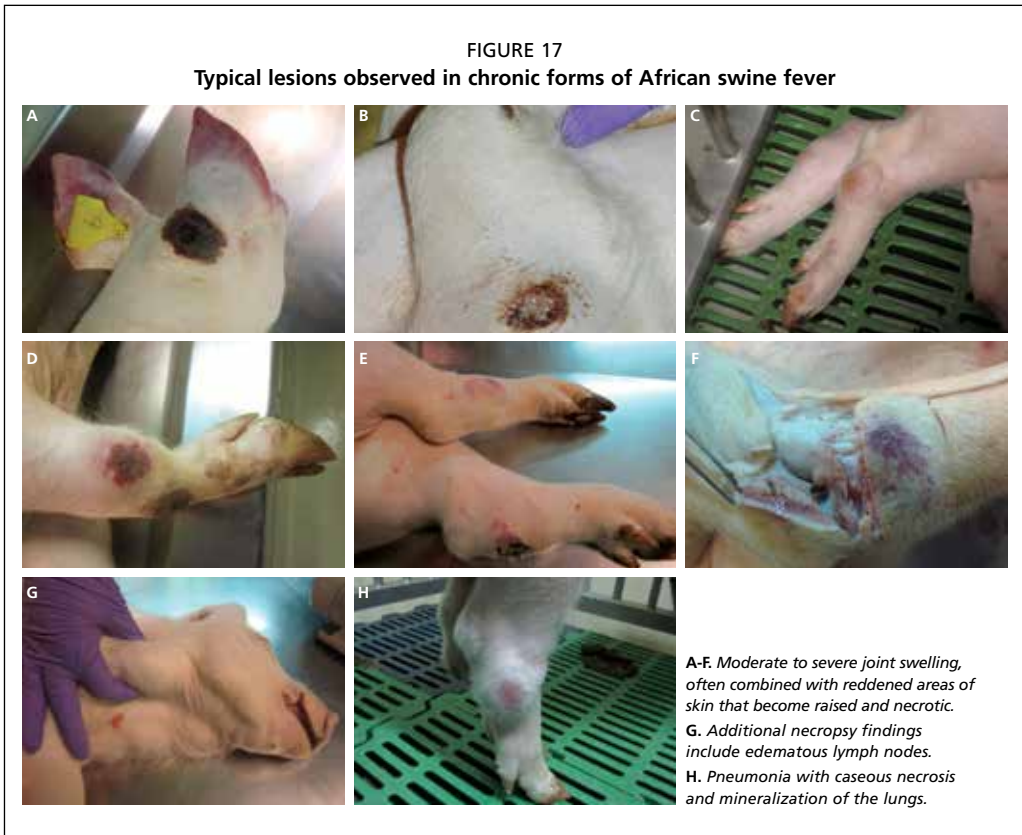 FIGURE 17
Typical lesions observed in chronic forms of African swine fever
A
B
C
D
E
F
G
H
A-F. Moderate to severe joint swelling,
often combined with reddened areas of
skin that become raised and necrotic.
G. Additional necropsy findings
include edematous lymph nodes.
H. Pneumonia with caseous necrosis
and mineralization of the lungs.